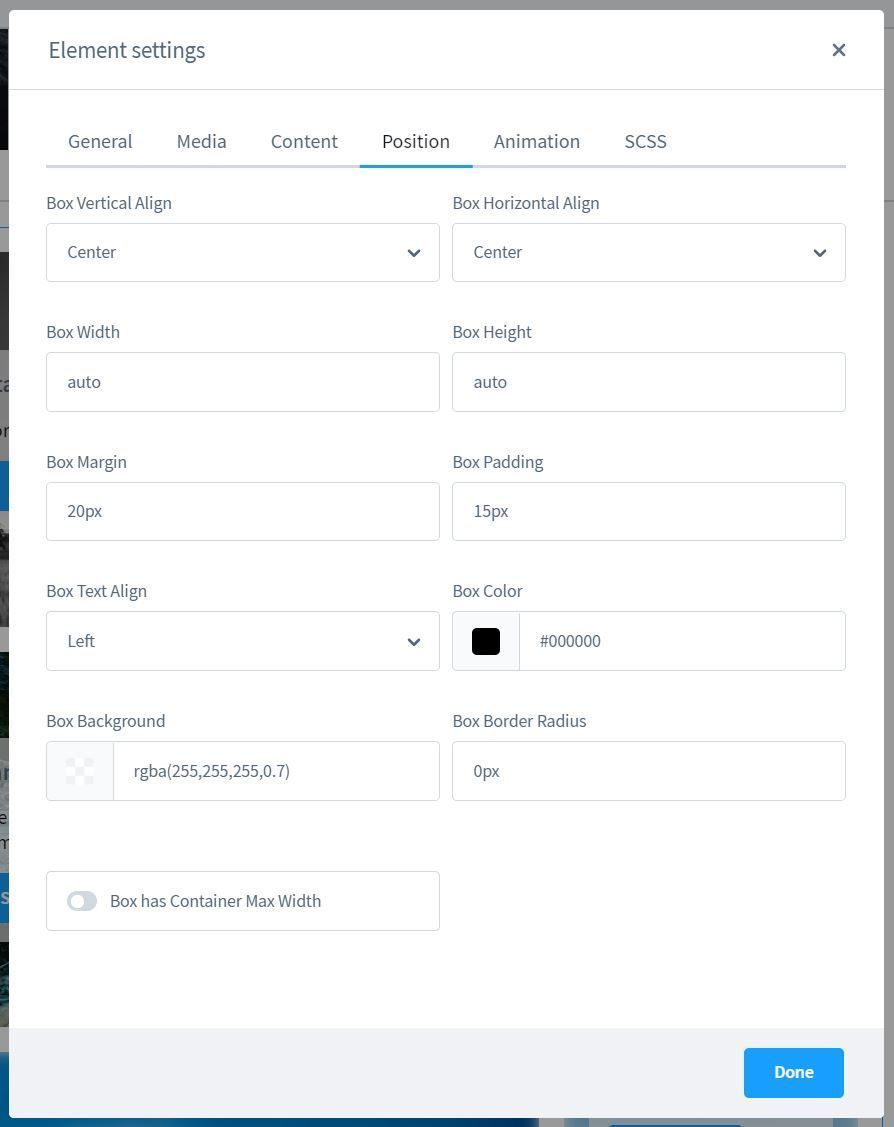 Element settings
General Media Content Position Animation SCSS
Box Vertical Align Box Horizontal Align
Center Center
Box Width Box Height
auto auto
Box Margin Box Padding
20px 15px
Box Text Align Box Color
Left #000000
Box Background Box Border Radius
rgba(255,255,255,0.7) 0px
Box has Container Max Width
Done